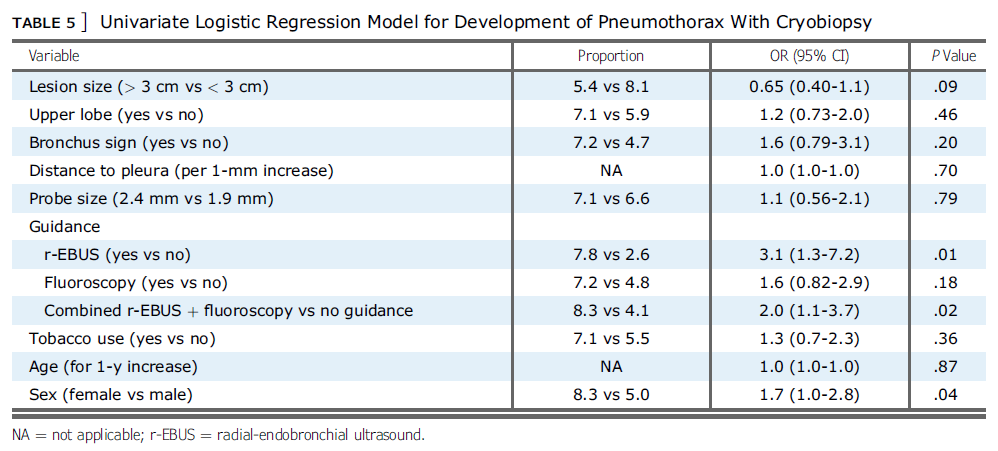 TABLE 5 ] Univariate Logistic Regression Model for Development of Pneumothorax With Cryobiopsy
Variable Proportion OR (95% CI) P Value
Lesion size (> 3 cm vs < 3 cm) 5.4 vs 8.1 0.65 (0.40-1.1) .09
Upper lobe (yes vs no) 7.1 vs 5.9 1.2 (0.73-2.0) .46
Bronchus sign (yes vs no) 7.2 vs 4.7 1.6 (0.79-3.1) .20
Distance to pleura (per 1-mm increase) NA 1.0 (1.0-1.0) .70
Probe size (2.4 mm vs 1.9 mm) 7.1 vs 6.6 1.1 (0.56-2.1) .79
Guidance
r-EBUS (yes vs no) 7.8 vs 2.6 3.1 (1.3-7.2) .01
Fluoroscopy (yes vs no) 7.2 vs 4.8 1.6 (0.82-2.9) .18
Combined r-EBUS + fluoroscopy vs no guidance 8.3 vs 4.1 2.0 (1.1-3.7) .02
Tobacco use (yes vs no) 7.1 vs 5.5 1.3 (0.7-2.3) .36
Age (for 1-y increase) NA 1.0 (1.0-1.0) .87
Sex (female vs male) 8.3 vs 5.0 1.7 (1.0-2.8) .04
NA = not applicable; r-EBUS = radial-endobronchial ultrasound.